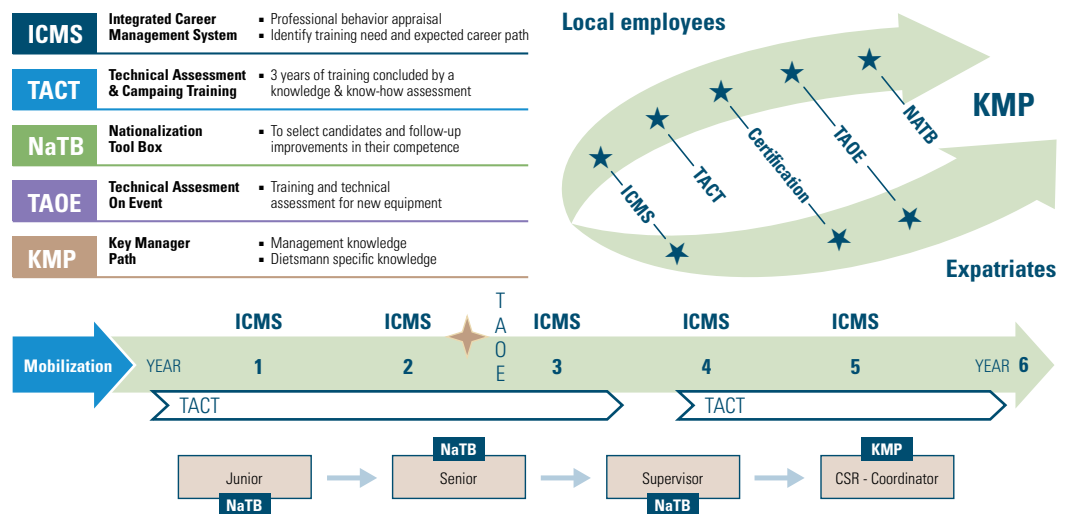 ICMS
Integrated Career
Management System
▪ Professional behavior appraisal
▪ Identify training need and expected career path
TACT
Technical Assessment
& Campaing Training
▪ 3 years of training concluded by a
knowledge & know-how assessment
NaTB
Nationalization
Tool Box
▪ To select candidates and follow-up
improvements in their competence
TAOE
Technical Assesment
On Event
▪ Training and technical
assessment for new equipment
KMP
Key Manager
Path
▪ Management knowledge
▪ Dietsmann specific knowledge
Local employees
ICMS
TACT
Certification
TAOE
NATB
KMP
Expatriates
ICMS
ICMS
TAOE
ICMS
ICMS
ICMS
Mobilization
YEAR
1
2
3
4
5
YEAR 6
TACT
TACT
Junior
NaTB
NaTB
Senior
Supervisor
NaTB
KMP
CSR - Coordinator